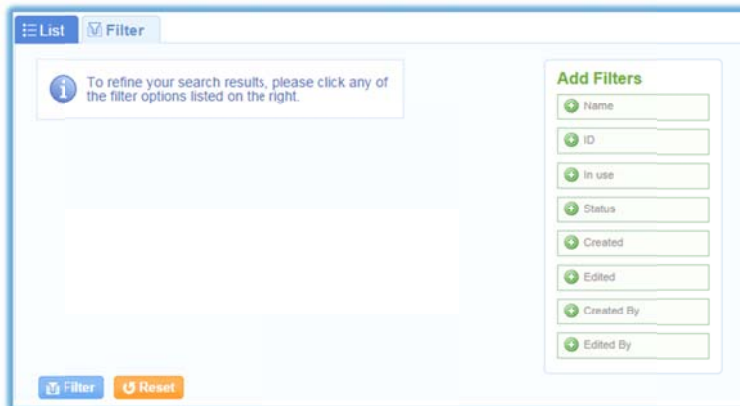 List
Filter
To refine your search results, please click any of
the filter options listed on the right.
Add Filters
Name
ID
In use
Status
Created
Edited
Created By
Edited By
Filter
Reset